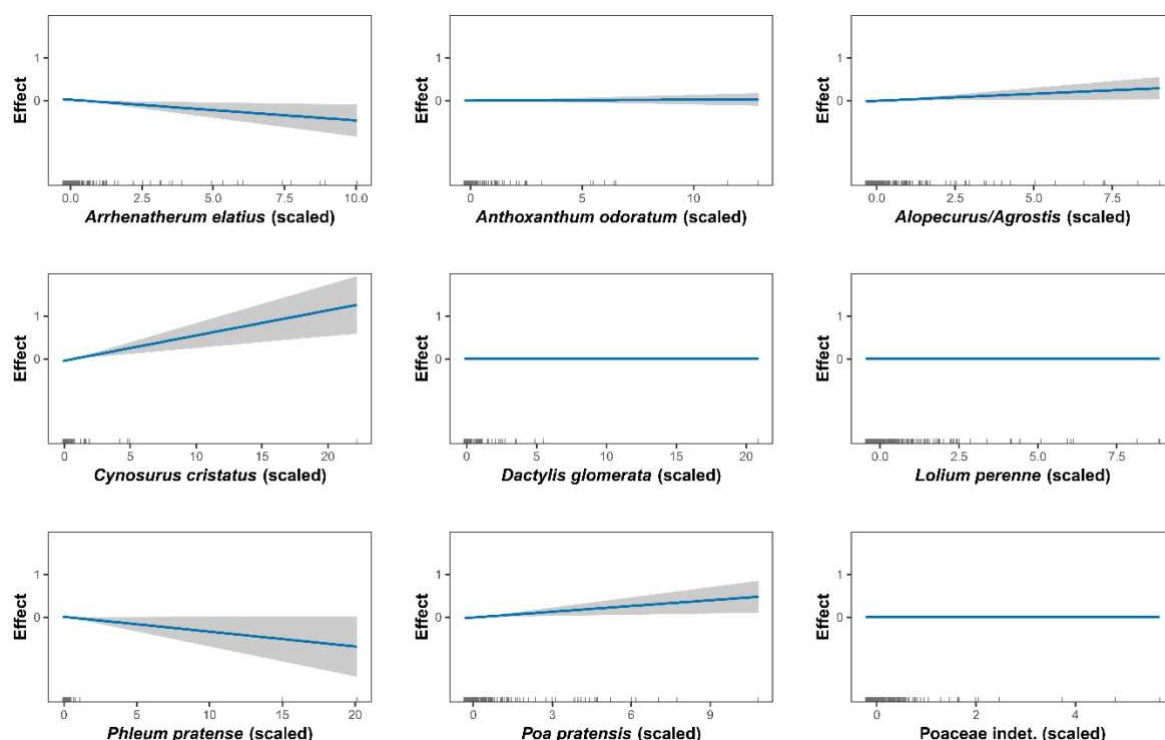 Effect
1
0
0.0 2.5 5.0 7.5 10.0
Arrhenatherum elatius (scaled)
Effect
1
0
0 5 10
Anthoxanthum odoratum (scaled)
Effect
1
0
0.0 2.5 5.0 7.5
Alopecurus/Agrostis (scaled)
Effect
1
0
0 5 10 15 20
Cynosurus cristatus (scaled)
Effect
1
0
0 5 10 15 20
Dactylis glomerata (scaled)
Effect
1
0
0.0 2.5 5.0 7.5
Lolium perenne (scaled)
Effect
1
0
0 5 10 15 20
Phleum pratense (scaled)
Effect
1
0
0 3 6 9
Poa pratensis (scaled)
Effect
1
0
0 2 4
Poaceae indet. (scaled)